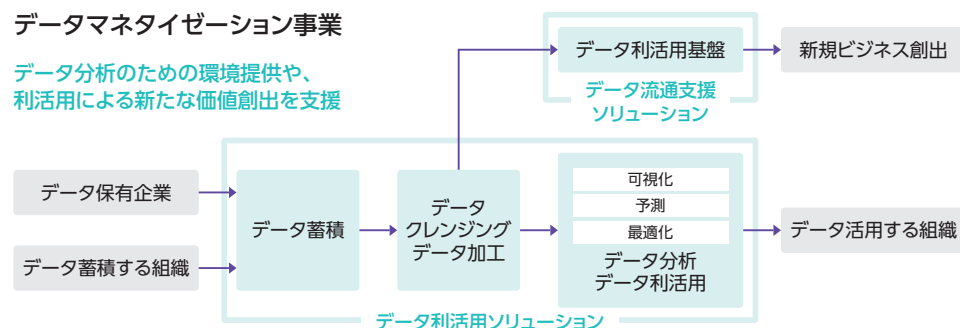 データマネタイゼーション事業
データ分析のための環境提供や、
利活用による新たな価値創出を支援
データ利活用基盤
新規ビジネス創出
データ流通支援
ソリューション
データ保有企業
データ蓄積する組織
データ蓄積
データ
クレンジング
データ加工
可視化
予測
最適化
データ分析
データ利活用
データ活用する組織
データ利活用ソリューション